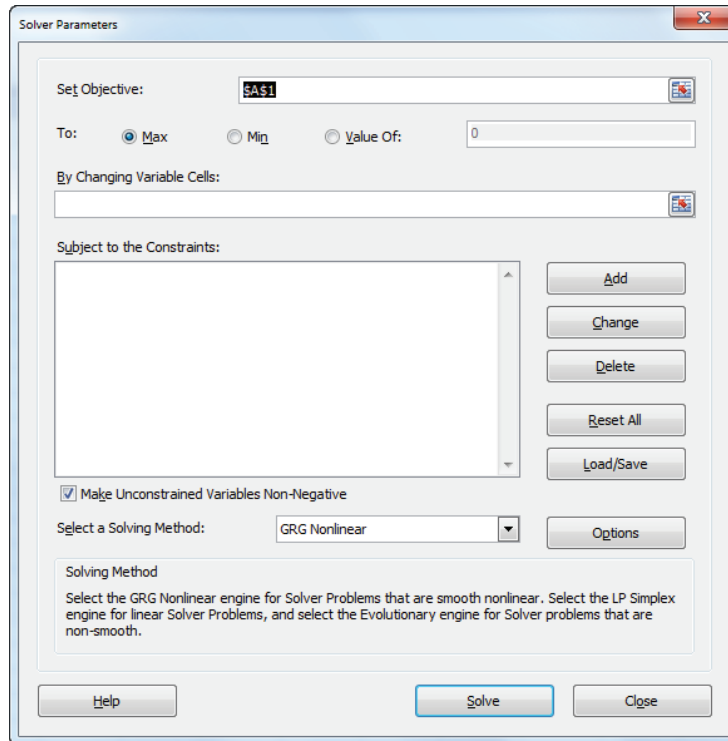 Solver Parameters
Set Objective: $A$1
To: Max Min Value Of: 0
By Changing Variable Cells:
Subject to the Constraints:
Add
Change
Delete
Reset All
Load/Save
Make Unconstrained Variables Non-Negative
Select a Solving Method: GRG Nonlinear Options
Solving Method
Select the GRG Nonlinear engine for Solver Problems that are smooth nonlinear. Select the LP Simplex
engine for linear Solver Problems, and select the Evolutionary engine for Solver problems that are
non-smooth.
Help Solve Close